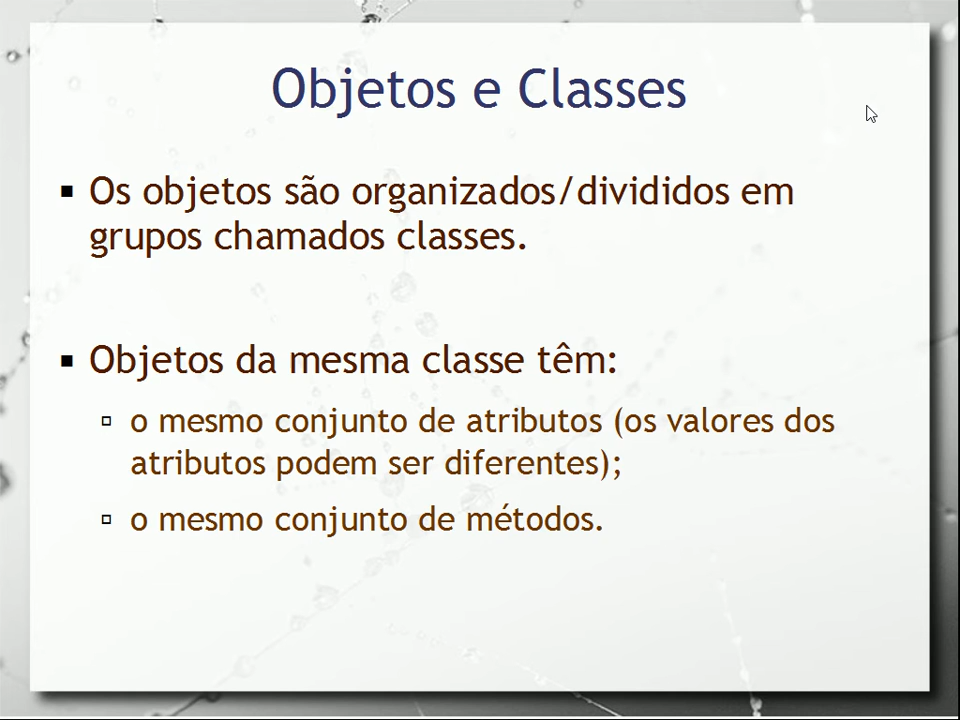 Objetos e Classes
Os objetos são organizados/divididos em
grupos chamados classes.
Objetos da mesma classe têm:
o mesmo conjunto de atributos (os valores dos
atributos podem ser diferentes);
o mesmo conjunto de métodos.